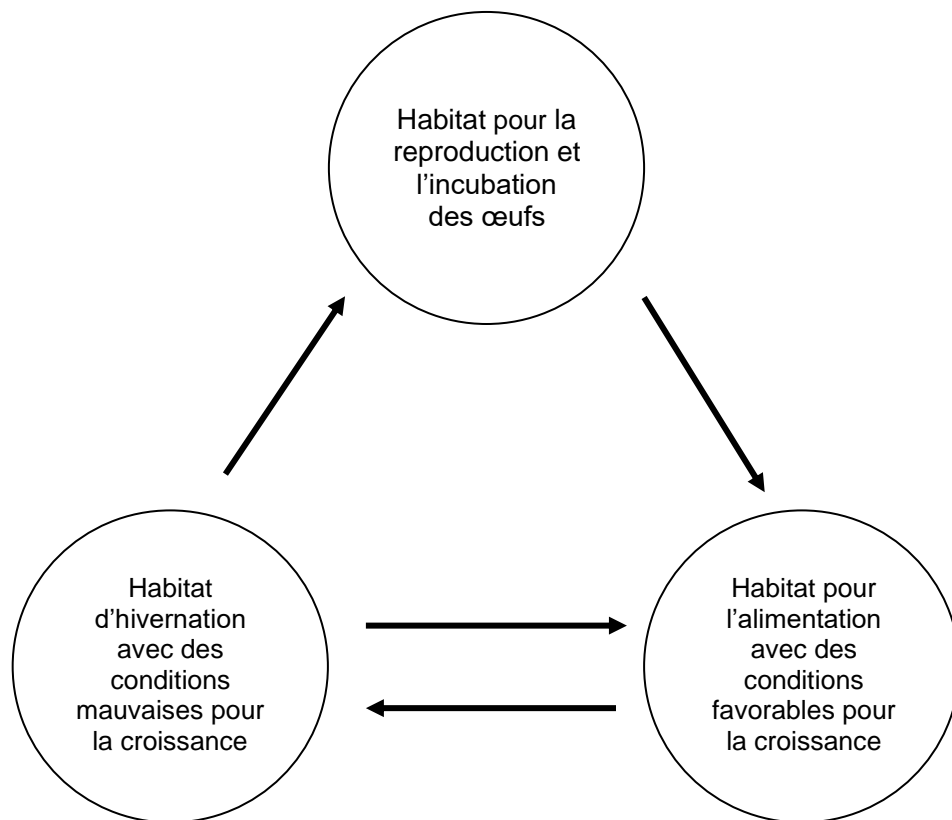 Habitat pour la
reproduction et
l’incubation
des œufs
Habitat
d’hivernation
avec des
conditions
mauvaises pour
la croissance
Habitat pour
l’alimentation
avec des
conditions
favorables pour
la croissance